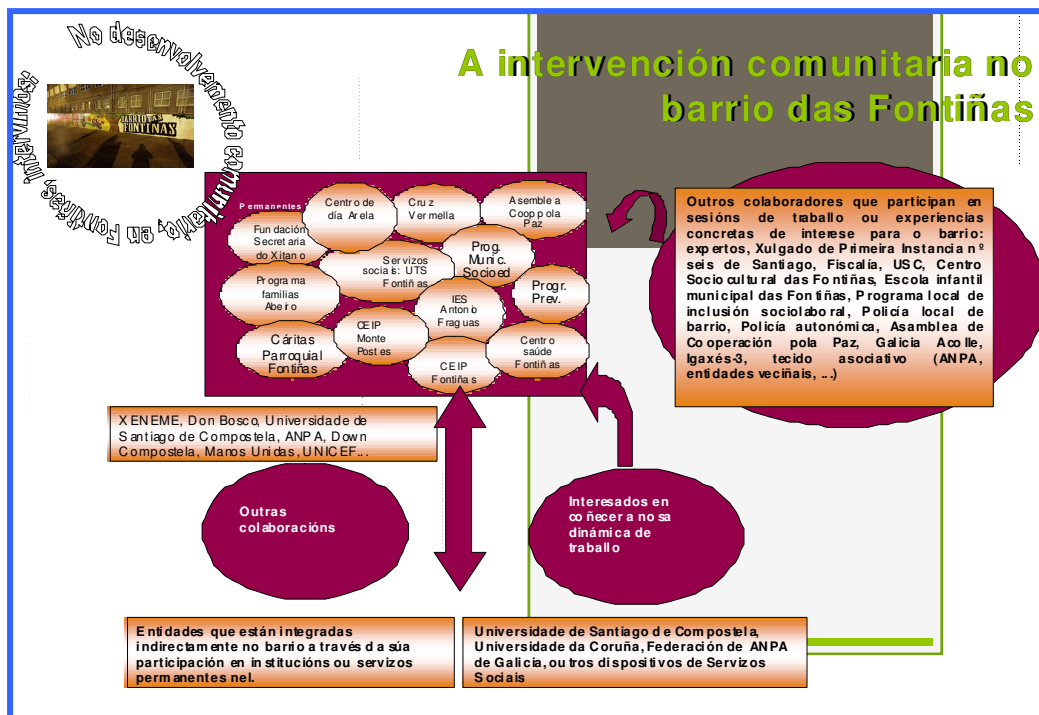 No desenvolvemento comunitario, en Fontiñas, intervimos:
BARRIO DAS
FONTIÑAS
A intervención comunitaria no
barrio das Fontiñas
Permanentes
Centro de
día Arela
Cruz
Vermella
Asemblea
Coop pola
Paz
Fundación
Secretariado Xitano
Servizos
sociais: UTS
Fontiñas
Prog.
Munic.
Socioed
Programa
familias
Abeiro
Progr.
Prev.
IES
Antonio
Fraguas
CEIP
Monte
Postes
Cáritas
Parroquial
Fontiñas
Centro
saúde
Fontiñas
CEIP
Fontiñas
Outros colaboradores que participan en
sesións de traballo ou experiencias
concretas de interese para o barrio:
expertos, Xulgado de Primeira Instancia nº
seis de Santiago, Fiscalía, USC, Centro
Sociocultural das Fontiñas, Escola infantil
municipal das Fontiñas, Programa local de
inclusión sociolaboral, Policía local de
barrio, Policía autonómica, Asamblea de
Cooperación pola Paz, Galicia Acolle,
Igaxés-3, tecido asociativo (ANPA,
entidades veciñais, ...)
XENEME, Don Bosco, Universidade de
Santiago de Compostela, ANPA, Down
Compostela, Manos Unidas, UNICEF...
Outras
colaboracións
Interesados en
coñecer a nosa
dinámica de
traballo
Entidades que están integradas
indirectamente no barrio a través da súa
participación en institucións ou servizos
permanentes nel.
Universidade de Santiago de Compostela,
Universidade da Coruña, Federación de ANPA
de Galicia, outros dispositivos de Servizos
Sociais